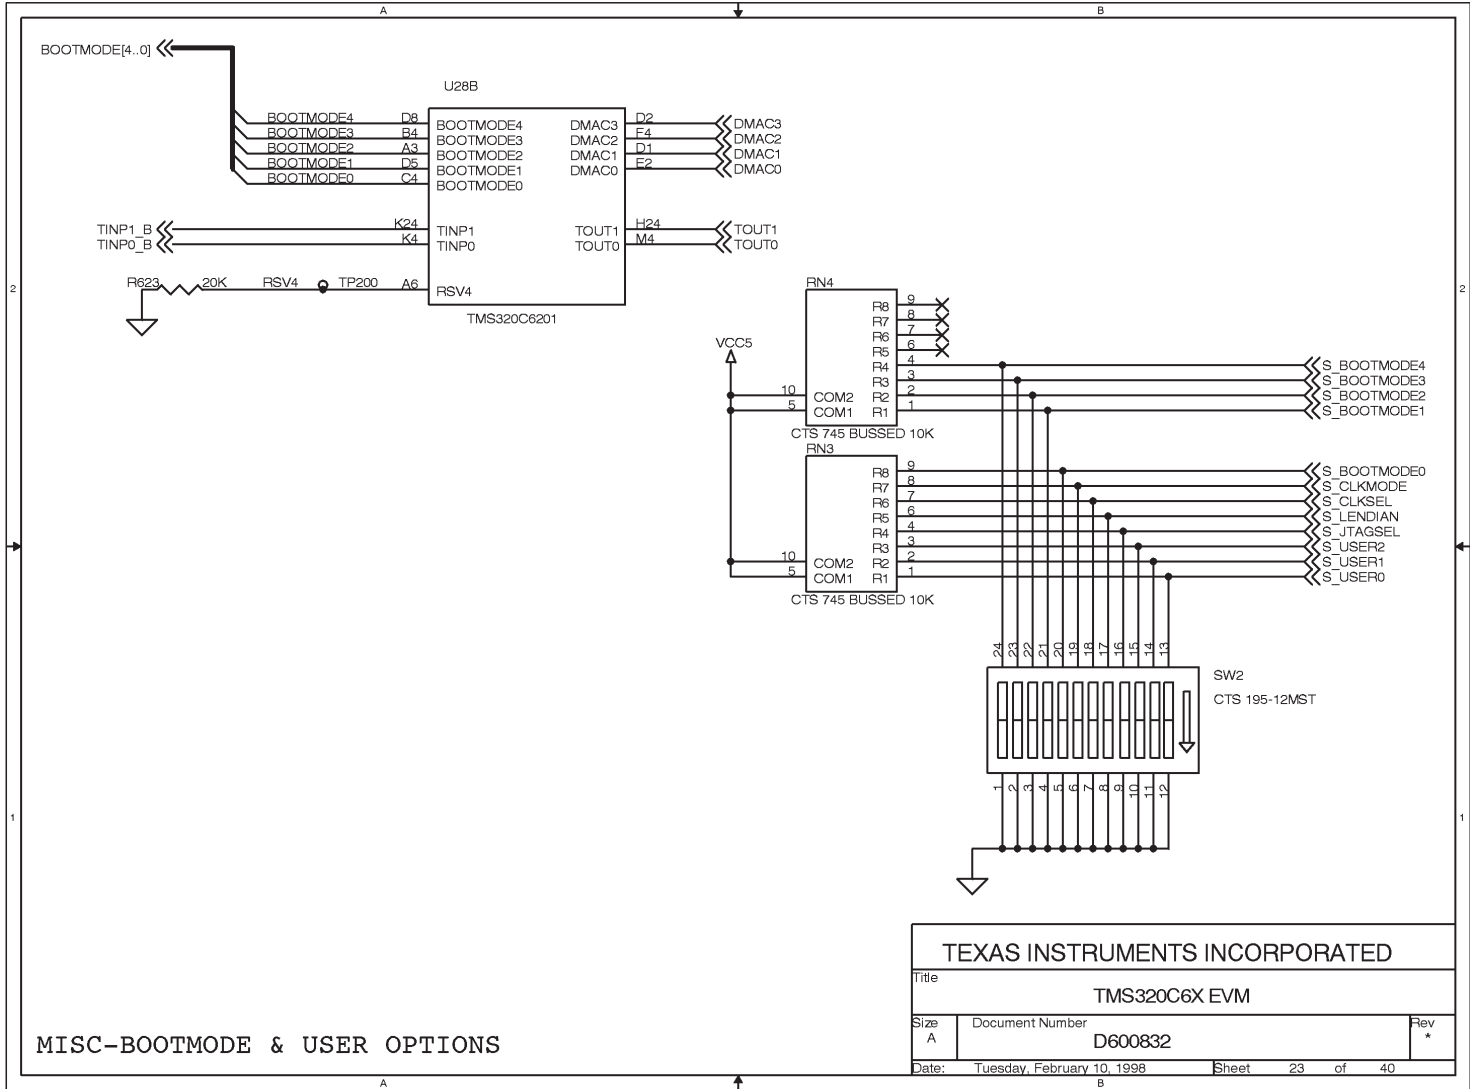 A B
BOOTMODE[4..0]
U28B
BOOTMODE4 D8 BOOTMODE4 DMAC3 D2 DMAC3
BOOTMODE3 B4 BOOTMODE3 DMAC2 F4 DMAC2
BOOTMODE2 A3 BOOTMODE2 DMAC1 D1 DMAC1
BOOTMODE1 D5 BOOTMODE1 DMAC0 E2 DMAC0
BOOTMODE0 C4 BOOTMODE0
TINP1_B K24 TINP1 TOUT1 H24 TOUT1
TINP0_B K4 TINP0 TOUT0 M4 TOUT0
R623 20K RSV4 TP200 A6 RSV4
TMS320C6201
2 2
RN4
R8 9
R7 8
R6 7
R5 6
VCC5
R4 4 S_BOOTMODE4
R3 3 S_BOOTMODE3
10 COM2 R2 2 S_BOOTMODE2
5 COM1 R1 1 S_BOOTMODE1
CTS 745 BUSSED 10K
RN3
R8 9 S_BOOTMODE0
R7 8 S_CLKMODE
R6 7 S_CLKSEL
R5 6 S_LENDIAN
R4 4 S_JTAGSEL
R3 3 S_USER2
10 COM2 R2 2 S_USER1
5 COM1 R1 1 S_USER0
CTS 745 BUSSED 10K
24 23 22 21 20 19 18 17 16 15 14 13
SW2
CTS 195-12MST
1 2 3 4 5 6 7 8 9 10 11 12
1 1
TEXAS INSTRUMENTS INCORPORATED
Title
TMS320C6X EVM
Size Document Number Rev
A D600832 *
Date: Tuesday, February 10, 1998 Sheet 23 of 40
MISC-BOOTMODE & USER OPTIONS
A B